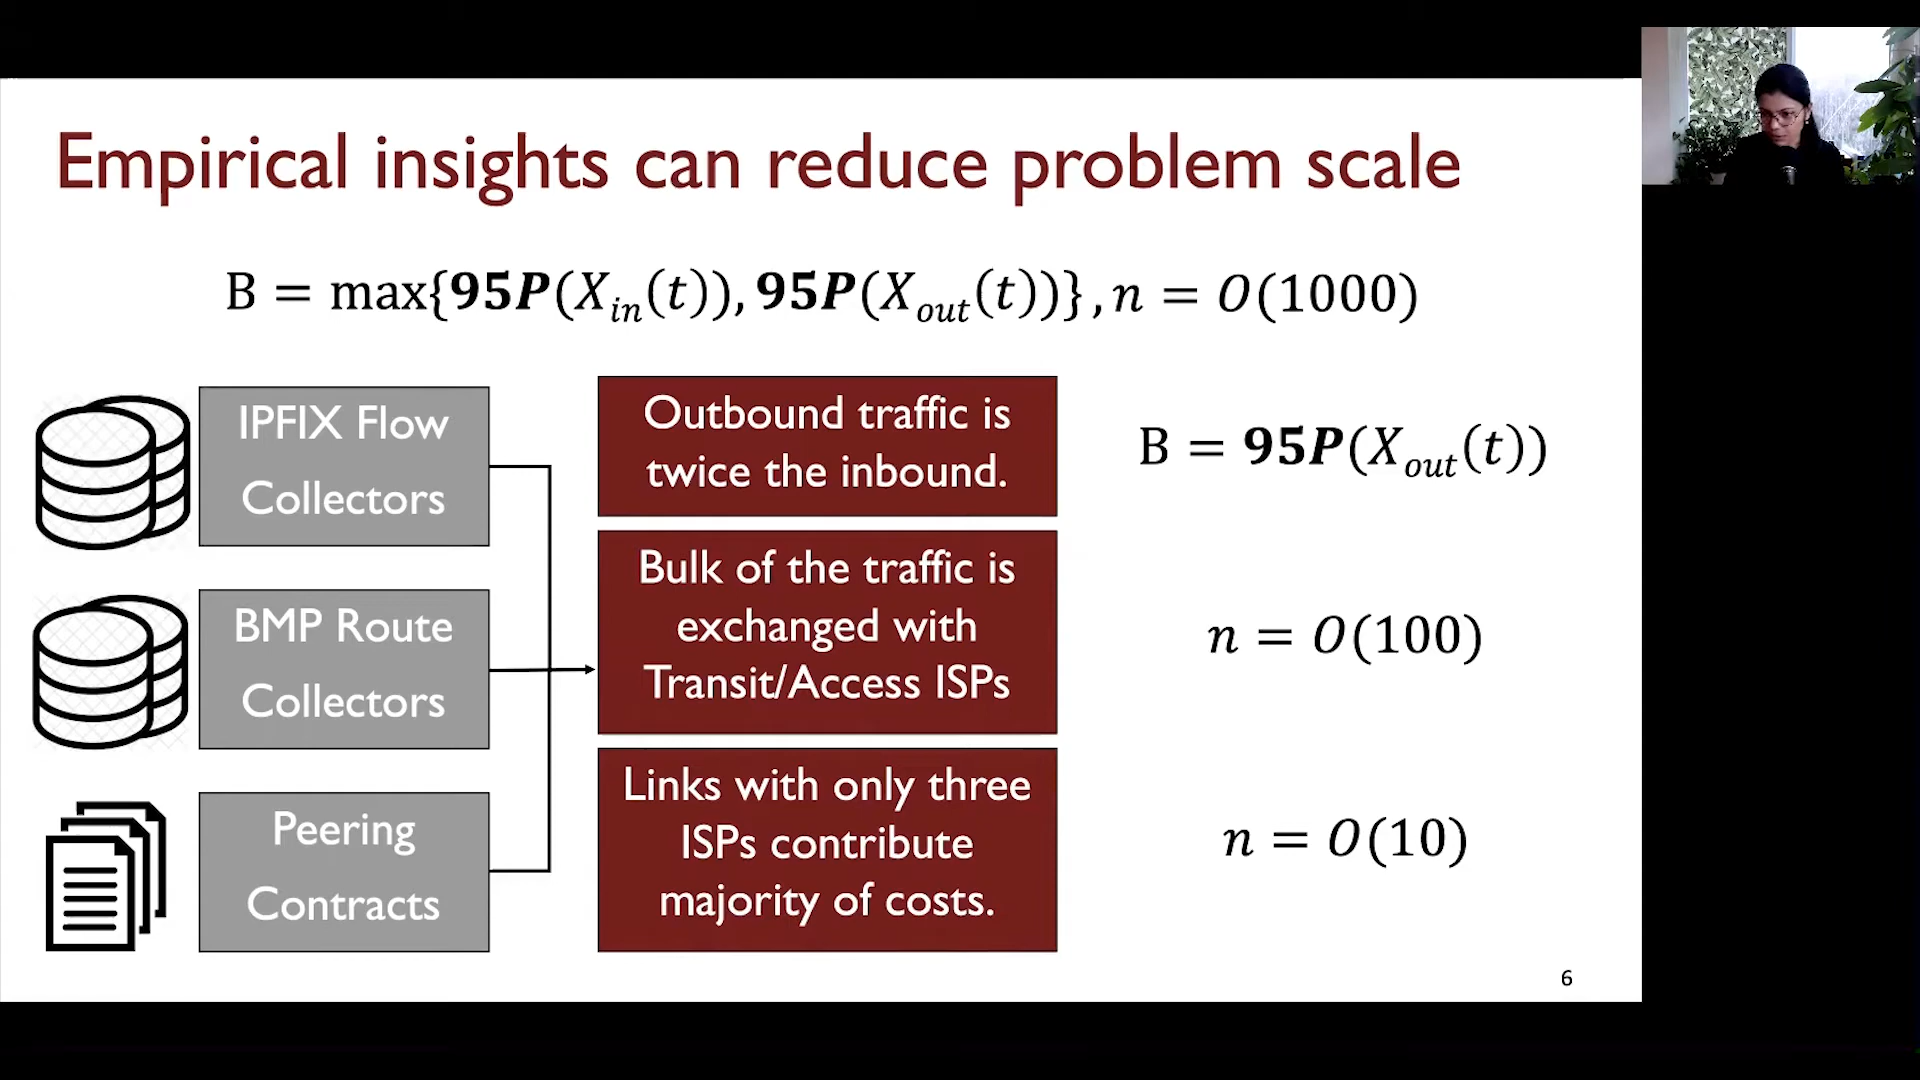 Empirical insights can reduce problem scale
B = max{95P(X_in(t)), 95P(X_out(t))}, n = O(1000)
IPFIX Flow
Collectors
BMP Route
Collectors
Peering
Contracts
Outbound traffic is
twice the inbound.
Bulk of the traffic is
exchanged with
Transit/Access ISPs
Links with only three
ISPs contribute
majority of costs.
B = 95P(X_out(t))
n = O(100)
n = O(10)
6